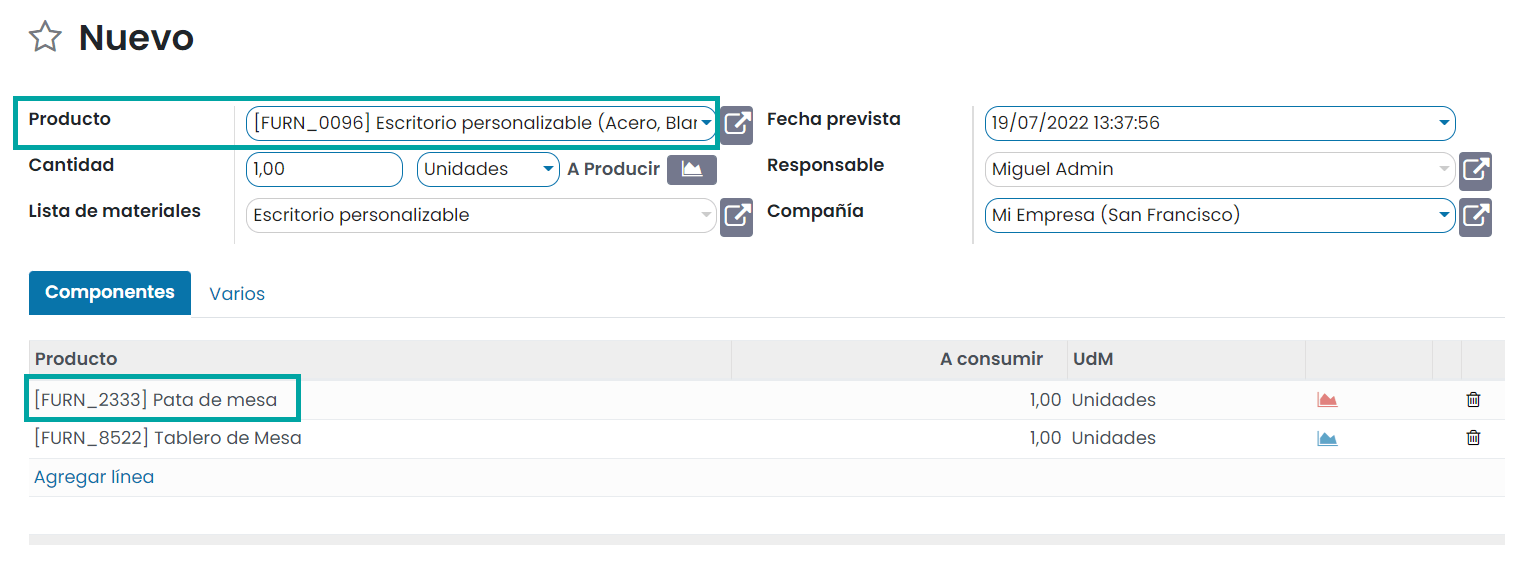 Nuevo
Producto [FURN_0096] Escritorio personalizable (Acero, Blar Fecha prevista 19/07/2022 13:37:56
Cantidad 1,00 Unidades A Producir Responsable Miguel Admin
Lista de materiales Escritorio personalizable Compañía Mi Empresa (San Francisco)
Componentes Varios
Producto A consumir UdM
[FURN_2333] Pata de mesa 1,00 Unidades
[FURN_8522] Tablero de Mesa 1,00 Unidades
Agregar línea